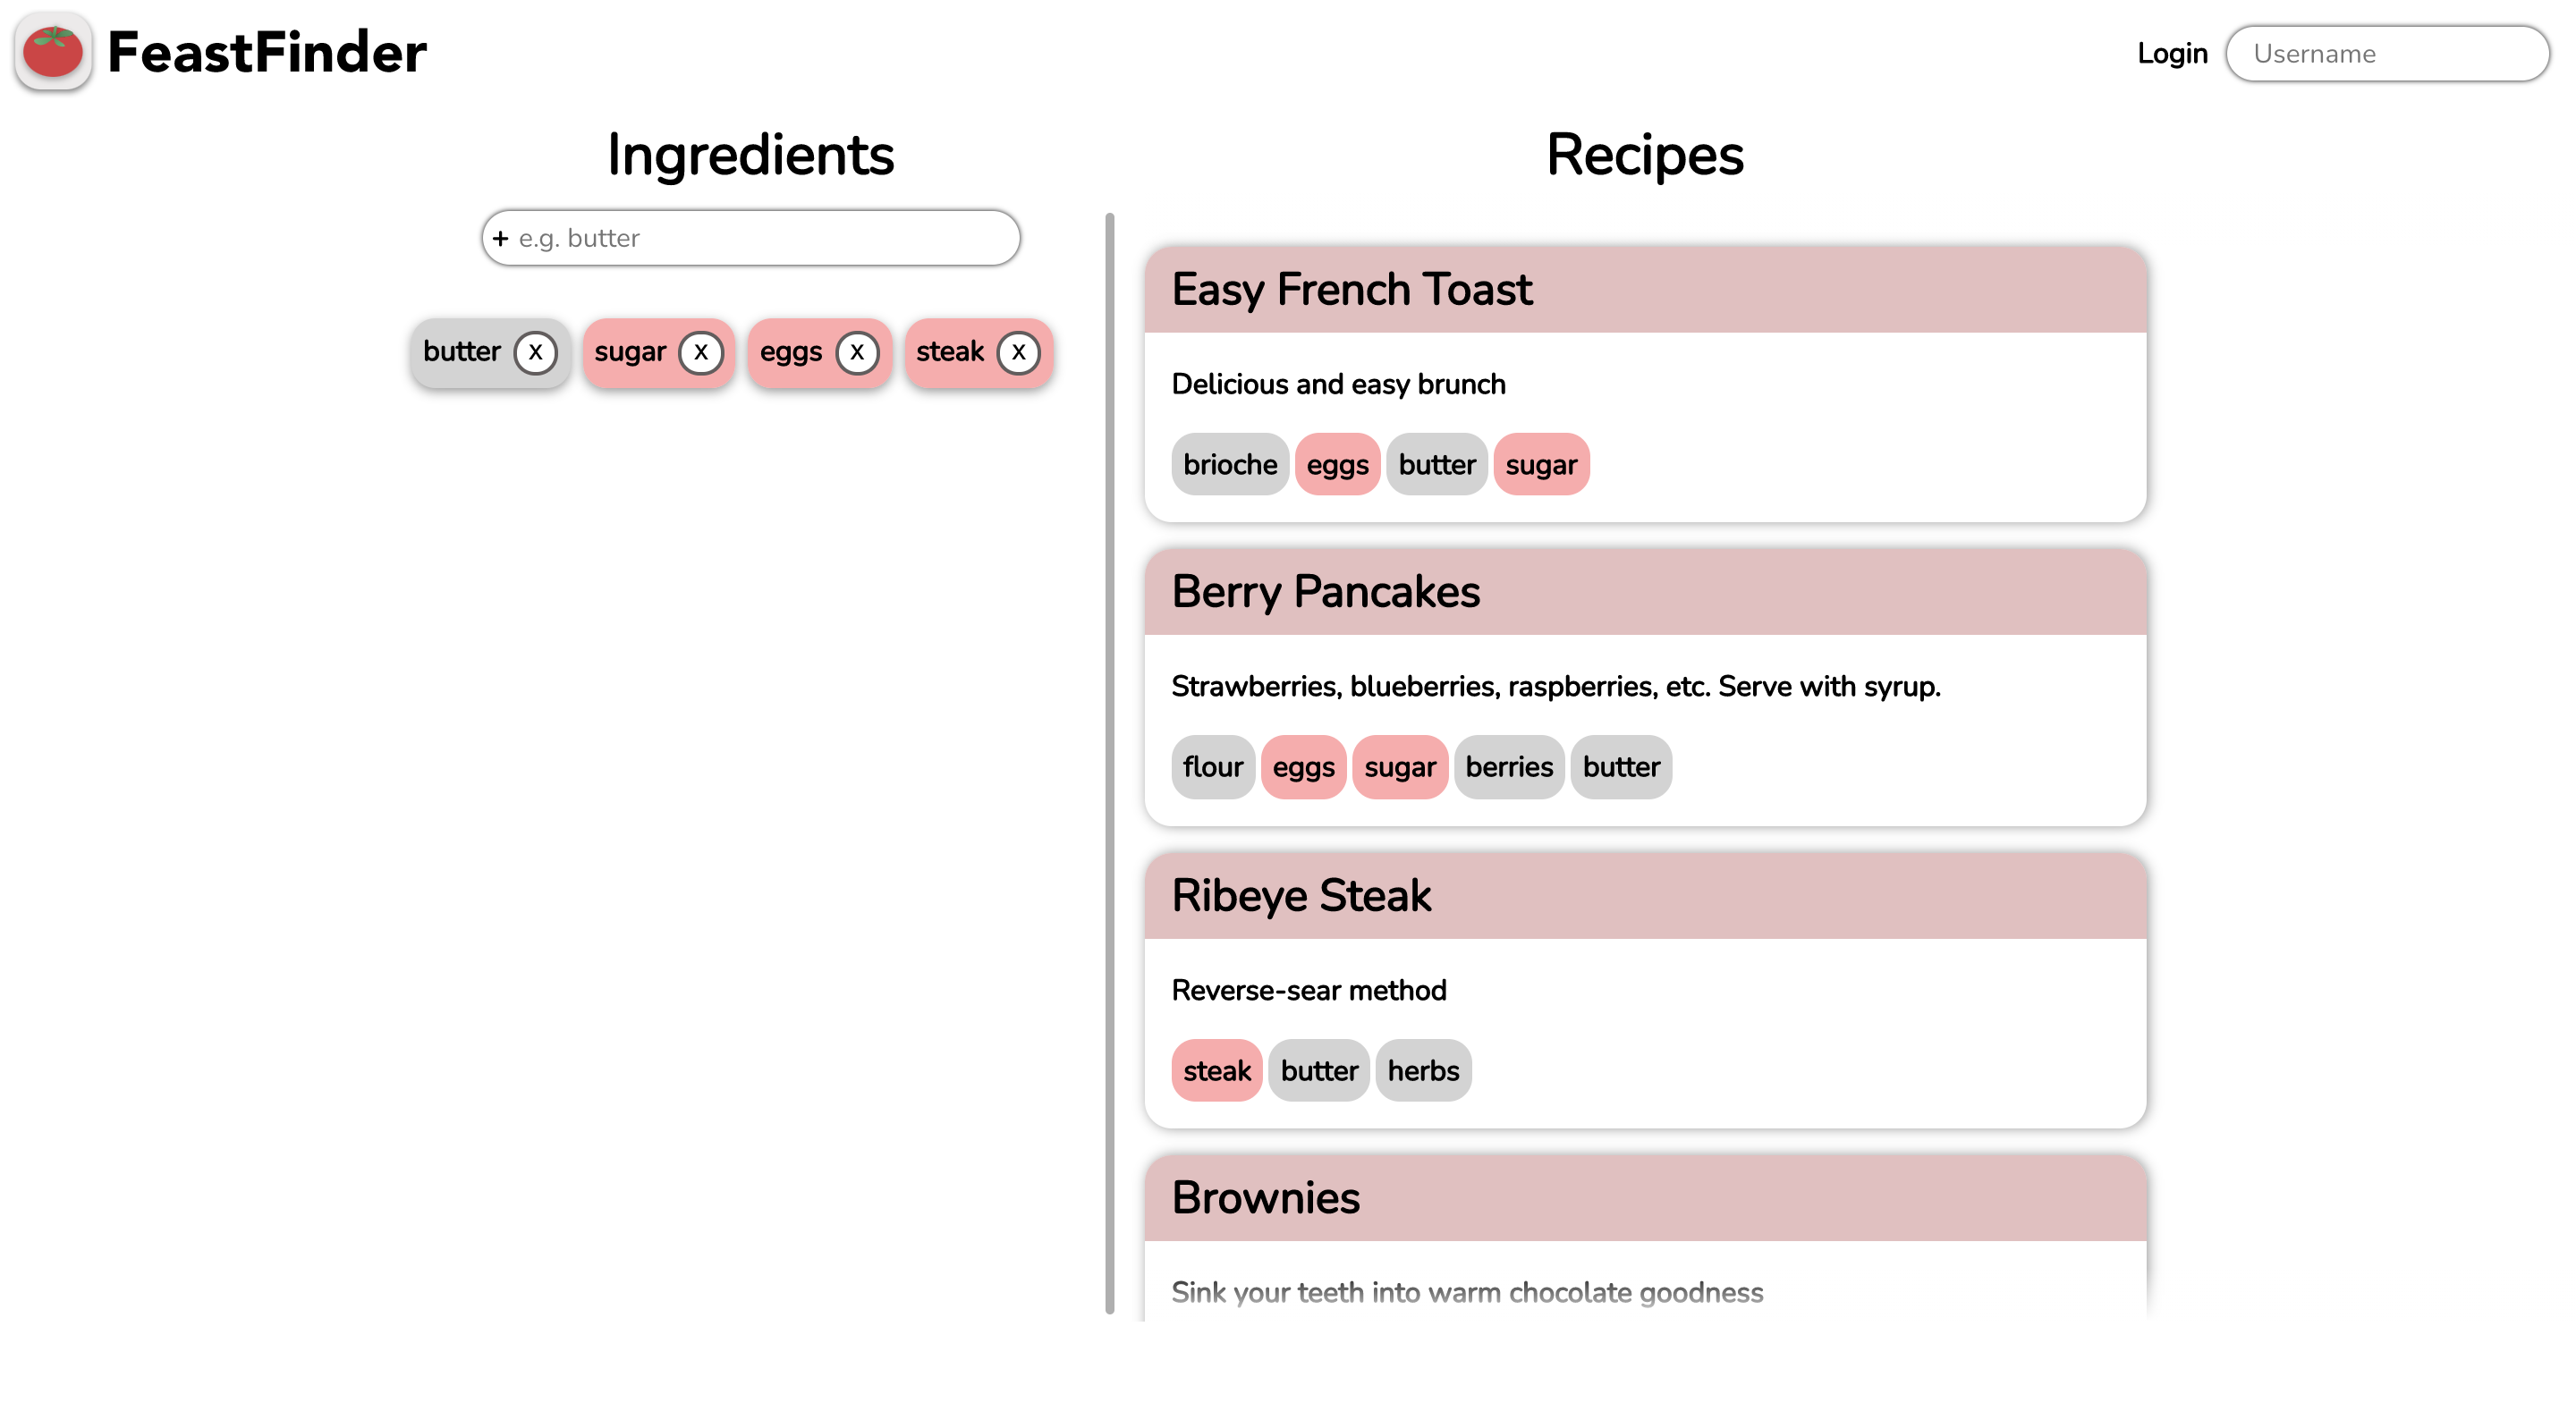 FeastFinder
Login Username
Ingredients
+ e.g. butter
butter X sugar X eggs X steak X
Recipes
Easy French Toast
Delicious and easy brunch
brioche eggs butter sugar
Berry Pancakes
Strawberries, blueberries, raspberries, etc. Serve with syrup.
flour eggs sugar berries butter
Ribeye Steak
Reverse-sear method
steak butter herbs
Brownies
Sink your teeth into warm chocolate goodness